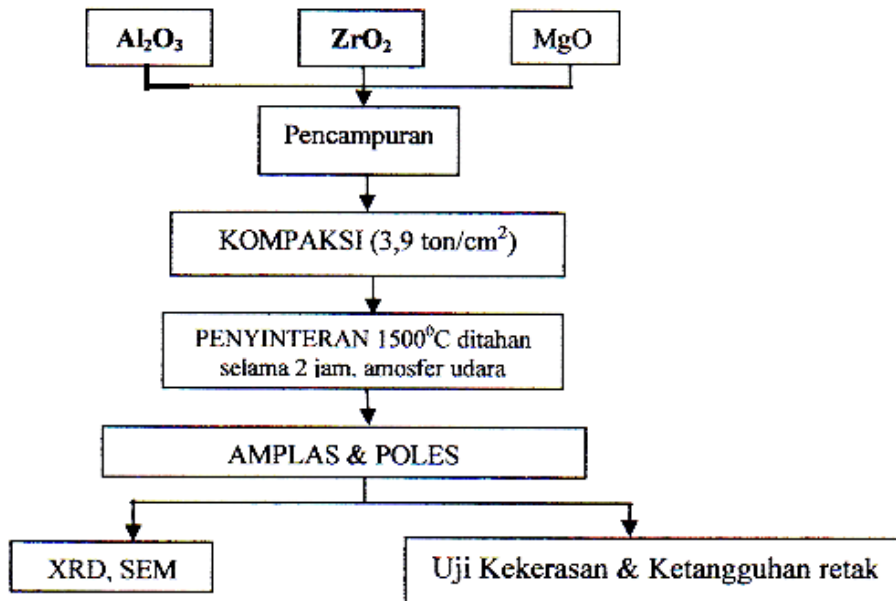 Al₂O₃
ZrO₂
MgO
Pencampuran
KOMPAKSI (3,9 ton/cm²)
PENYINTERAN 1500⁰C ditahan
selama 2 jam, amosfer udara
AMPLAS & POLES
XRD, SEM
Uji Kekerasan & Ketangguhan retak